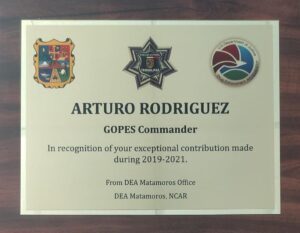 ARTURO RODRIGUEZ
GOPES Commander
In recognition of your exceptional contribution made
during 2019-2021.
From DEA Matamoros Office
DEA Matamoros, NCAR